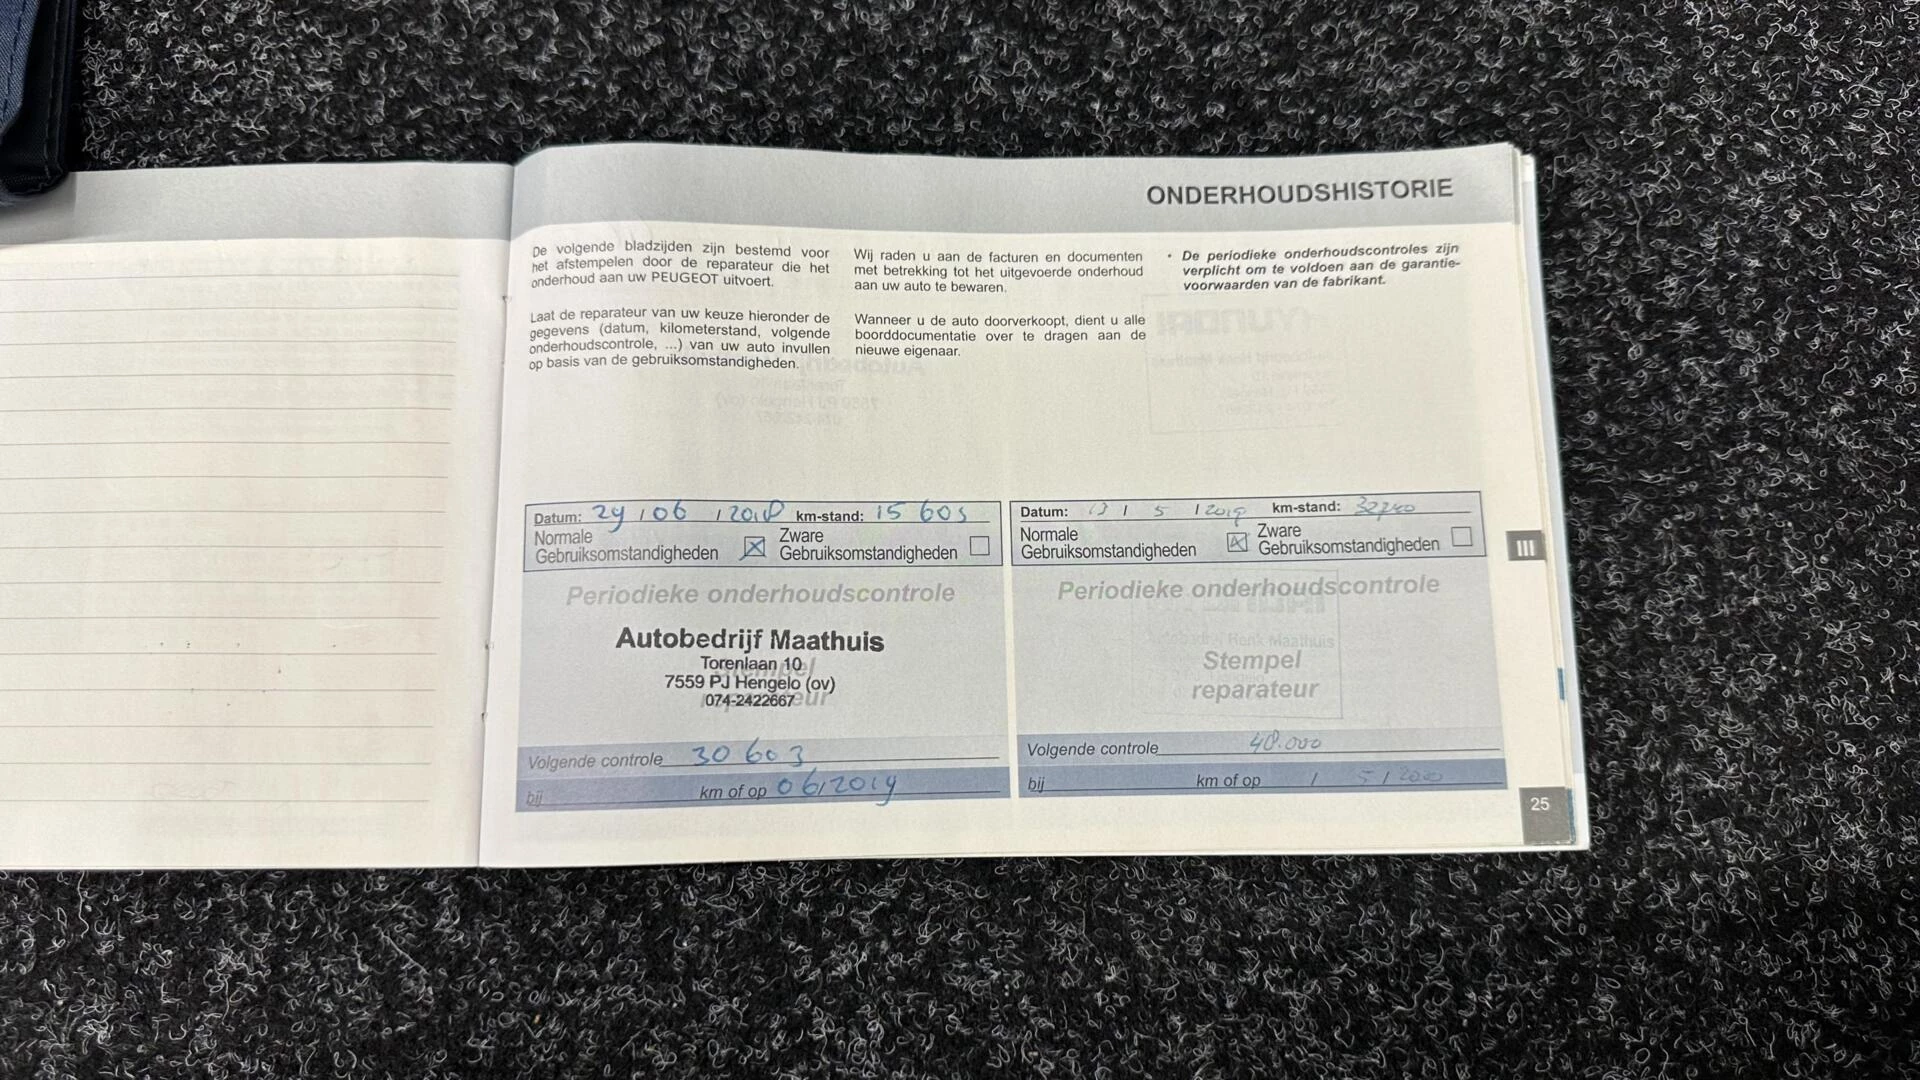 ONDERHOUDSHISTORIE
De volgende bladzijden zijn bestemd voor
het afstempelen door de reparateur die het
onderhoud aan uw PEUGEOT uitvoert.
Laat de reparateur van uw keuze hieronder de
gegevens (datum, kilometerstand, volgende
onderhoudscontrole, ...) van uw auto invullen
op basis van de gebruiksomstandigheden.
Wij raden u aan de facturen en documenten
met betrekking tot het uitgevoerde onderhoud
aan uw auto te bewaren.
Wanneer u de auto doorverkoopt, dient u alle
boorddocumentatie over te dragen aan de
nieuwe eigenaar.
• De periodieke onderhoudscontroles zijn
verplicht om te voldoen aan de garantie-
voorwaarden van de fabrikant.
Datum: 29 / 06 / 2018 km-stand: 15 603
Normale
Gebruiksomstandigheden
Zware
Gebruiksomstandigheden
Periodieke onderhoudscontrole
Autobedrijf Maathuis
Torenlaan 10
7559 PJ Hengelo (ov)
074-2422667
Volgende controle 30 603
bij km of op 06/2019
Datum: 13 / 5 / 2019 km-stand:
Normale
Gebruiksomstandigheden
Zware
Gebruiksomstandigheden
Periodieke onderhoudscontrole
Stempel
reparateur
Volgende controle 48.000
bij km of op / 5 / 2020
III
25